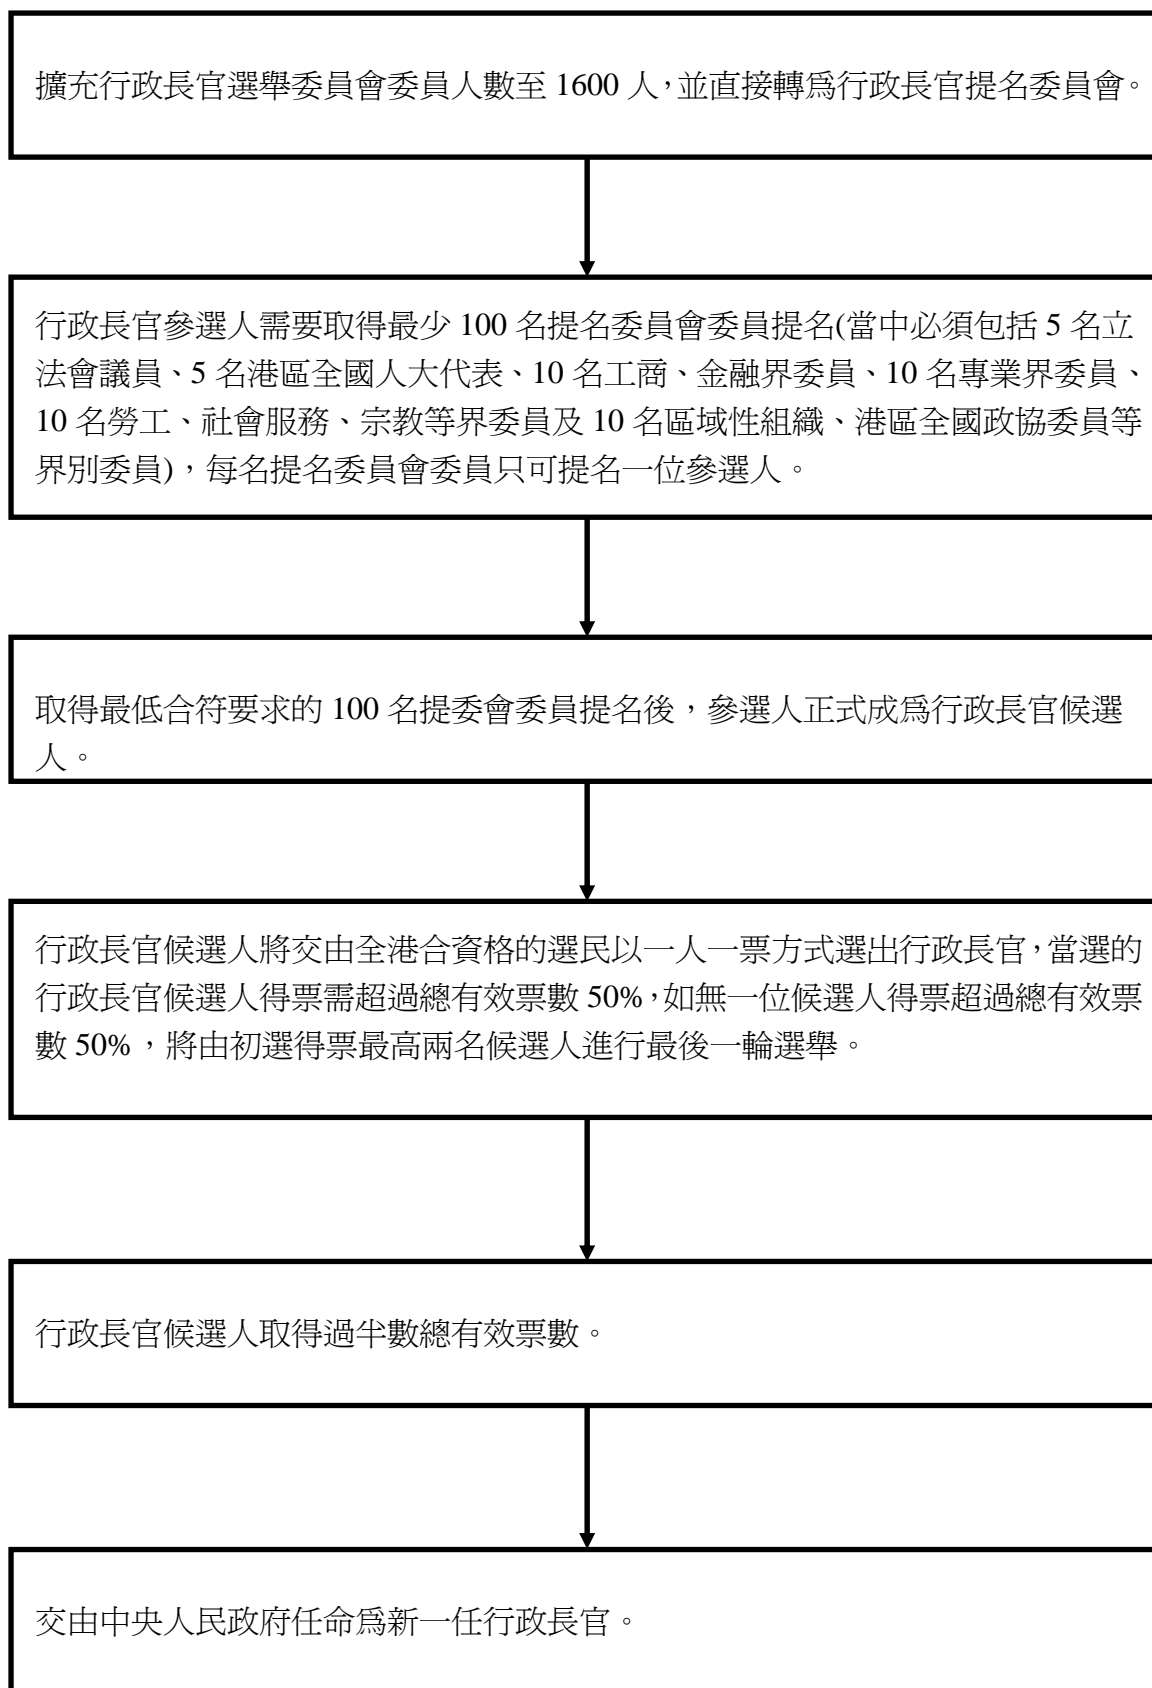 擴充行政長官選舉委員會委員人數至 1600 人，並直接轉爲行政長官提名委員會。
行政長官參選人需要取得最少 100 名提名委員會委員提名(當中必須包括 5 名立
法會議員、5 名港區全國人大代表、10 名工商、金融界委員、10 名專業界委員、
10 名勞工、社會服務、宗教等界委員及 10 名區域性組織、港區全國政協委員等
界別委員)，每名提名委員會委員只可提名一位參選人。
取得最低合符要求的 100 名提委會委員提名後，參選人正式成爲行政長官候選
人。
行政長官候選人將交由全港合資格的選民以一人一票方式選出行政長官，當選的
行政長官候選人得票需超過總有效票數 50%，如無一位候選人得票超過總有效票
數 50%，將由初選得票最高兩名候選人進行最後一輪選舉。
行政長官候選人取得過半數總有效票數。
交由中央人民政府任命爲新一任行政長官。